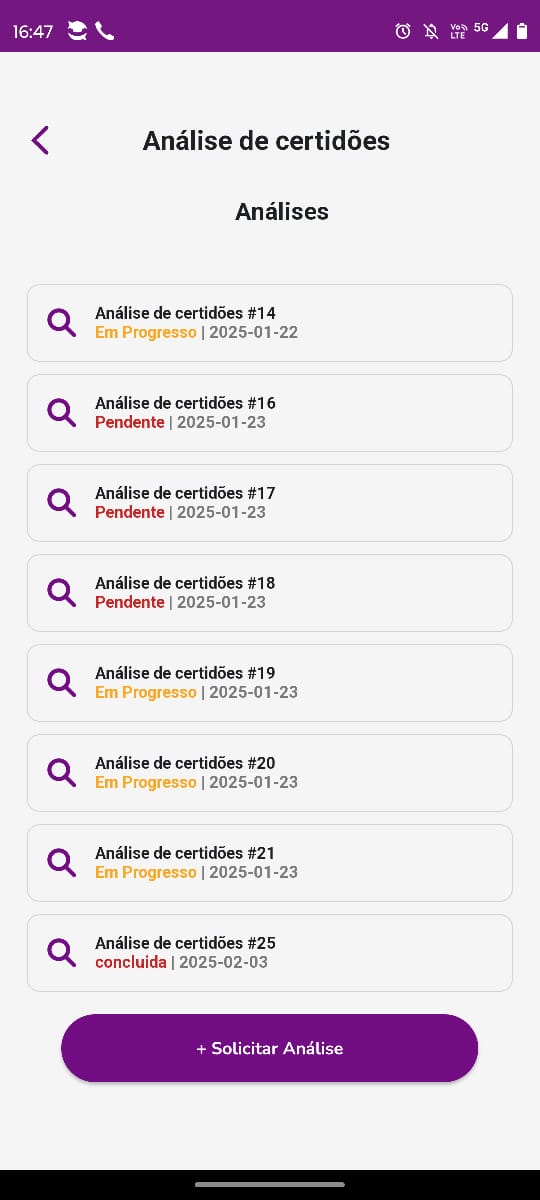 16:47
Vo))
LTE
5G
Análise de certidões
Análises
Análise de certidões #14
Em Progresso | 2025-01-22
Análise de certidões #16
Pendente | 2025-01-23
Análise de certidões #17
Pendente | 2025-01-23
Análise de certidões #18
Pendente | 2025-01-23
Análise de certidões #19
Em Progresso | 2025-01-23
Análise de certidões #20
Em Progresso | 2025-01-23
Análise de certidões #21
Em Progresso | 2025-01-23
Análise de certidões #25
concluida | 2025-02-03
+ Solicitar Análise